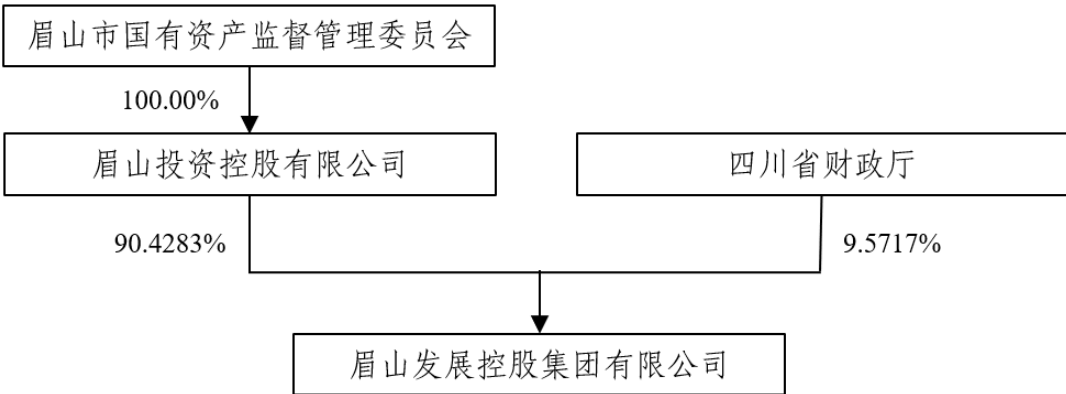 眉山市国有资产监督管理委员会
100.00%
眉山投资控股有限公司
四川省财政厅
90.4283%
9.5717%
眉山发展控股集团有限公司